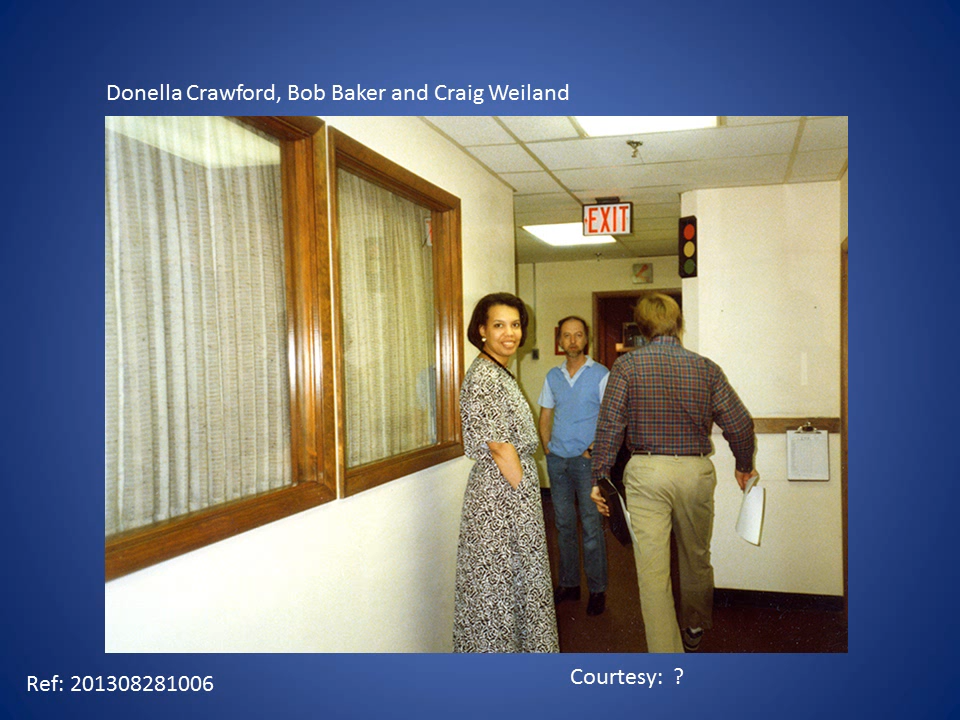 Donella Crawford, Bob Baker and Craig Weiland
EXIT
Ref: 201308281006
Courtesy: ?